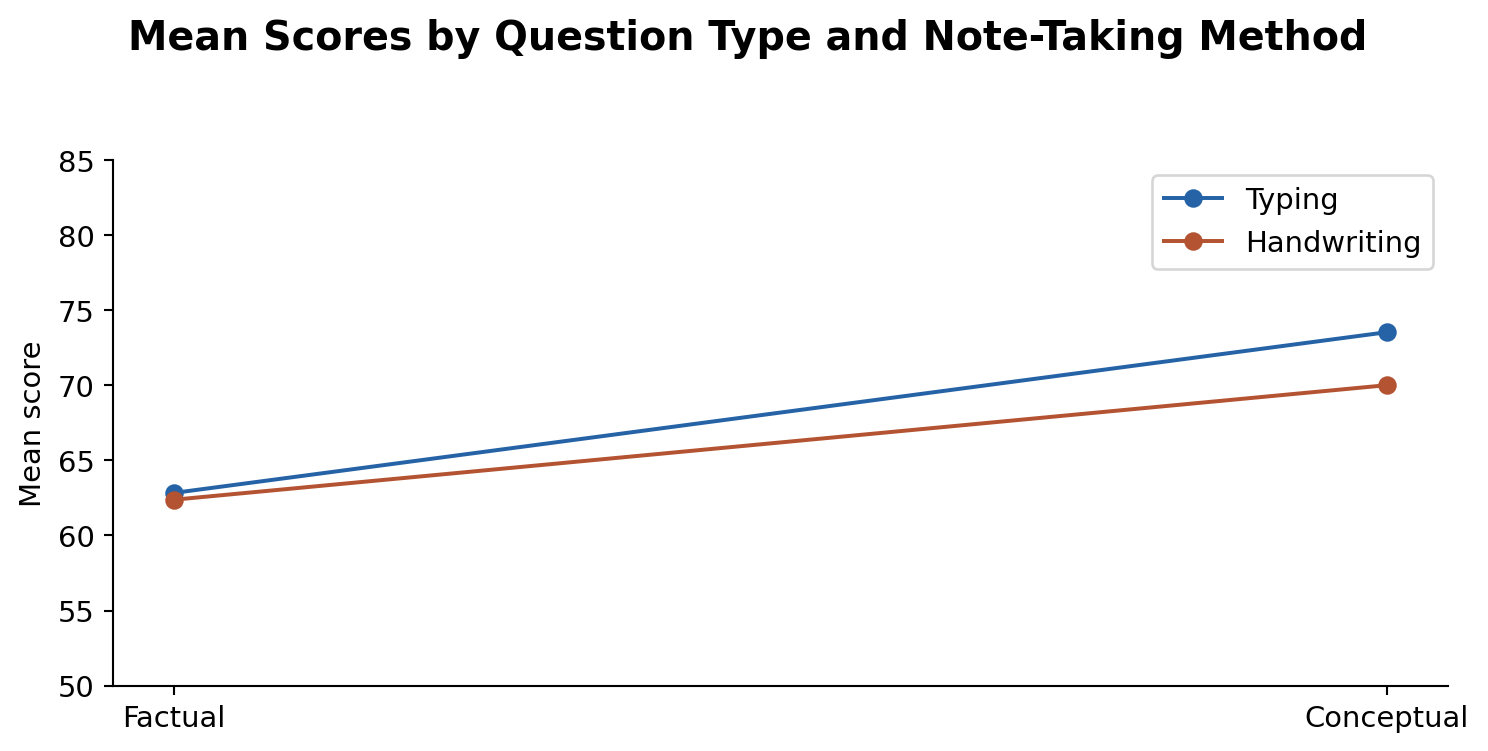 Mean Scores by Question Type and Note-Taking Method
85
80
75
70
65
60
55
50
Mean score
Typing
Handwriting
Factual
Conceptual